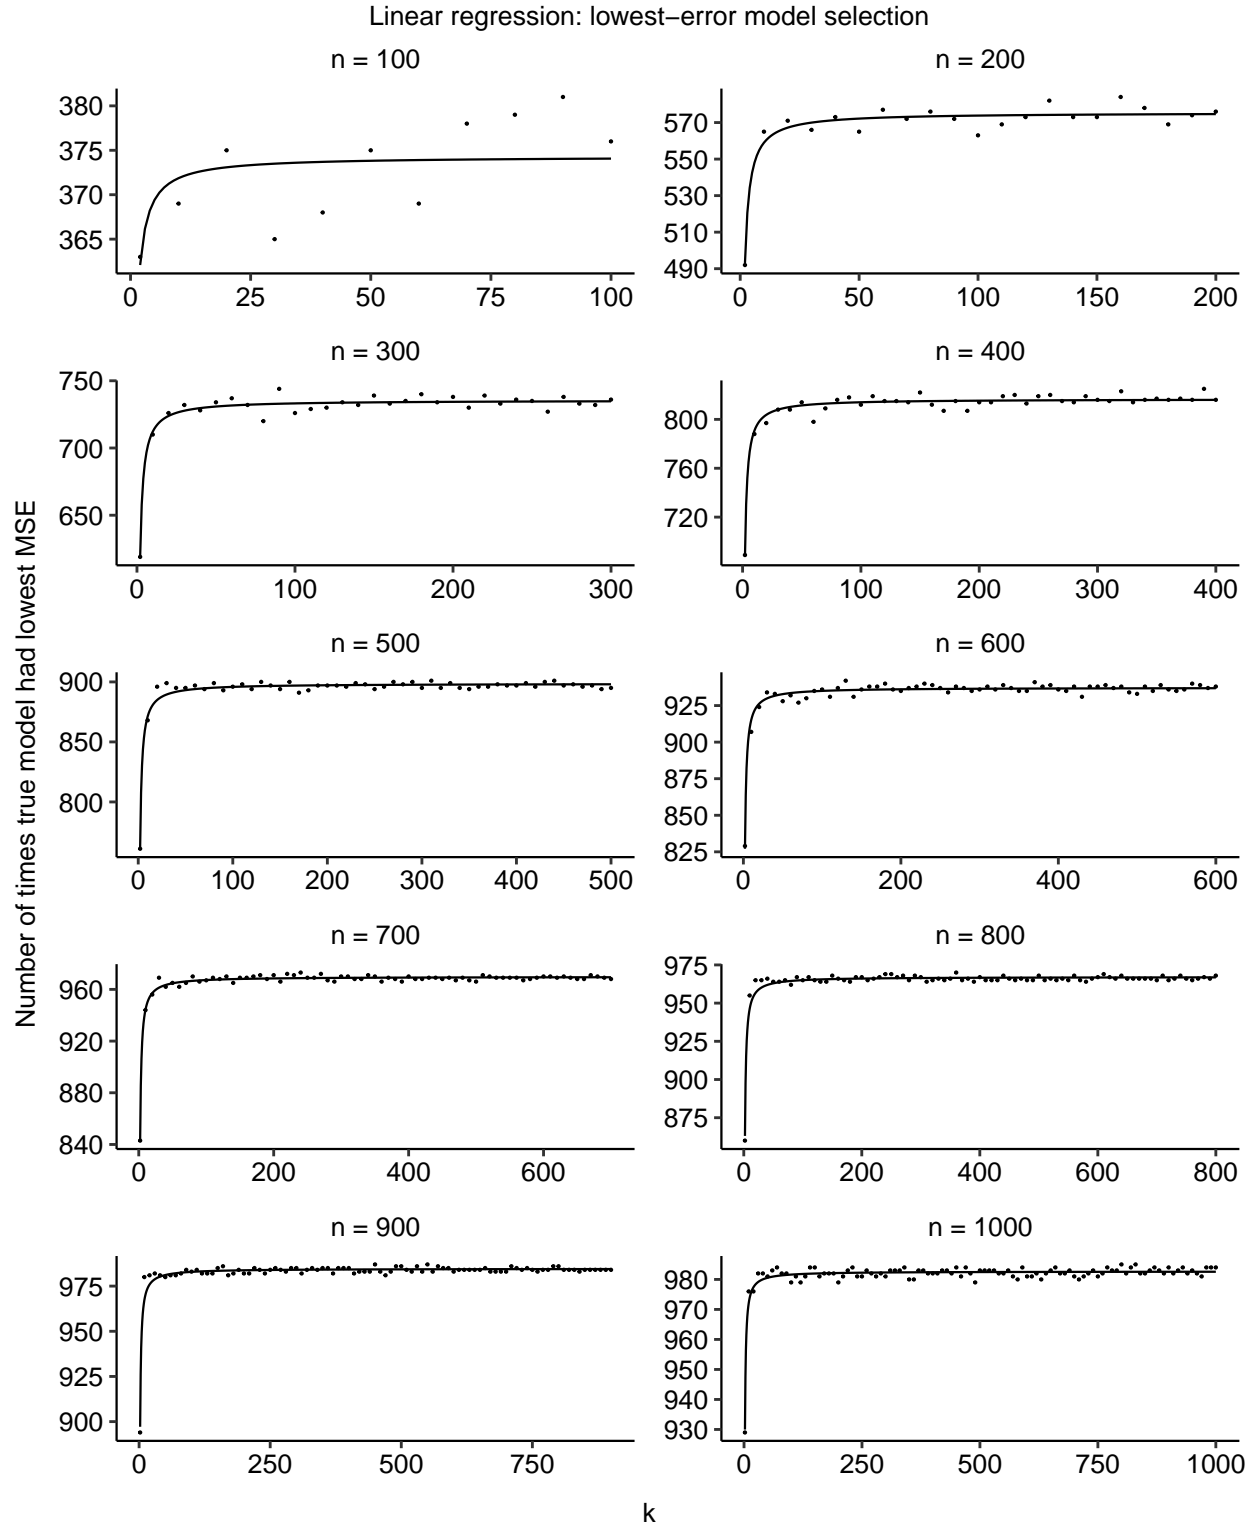 Linear regression: lowest−error model selection
n = 100
n = 200
380
375
370
365
0 25 50 75 100
570
550
530
510
490
0 50 100 150 200
n = 300
n = 400
750
700
650
0 100 200 300
800
760
720
0 100 200 300 400
Number of times true model had lowest MSE
n = 500
n = 600
900
850
800
0 100 200 300 400 500
925
900
875
850
825
0 200 400 600
n = 700
n = 800
960
920
880
840
0 200 400 600
975
950
925
900
875
0 200 400 600 800
n = 900
n = 1000
975
950
925
900
0 250 500 750
980
970
960
950
940
930
0 250 500 750 1000
k